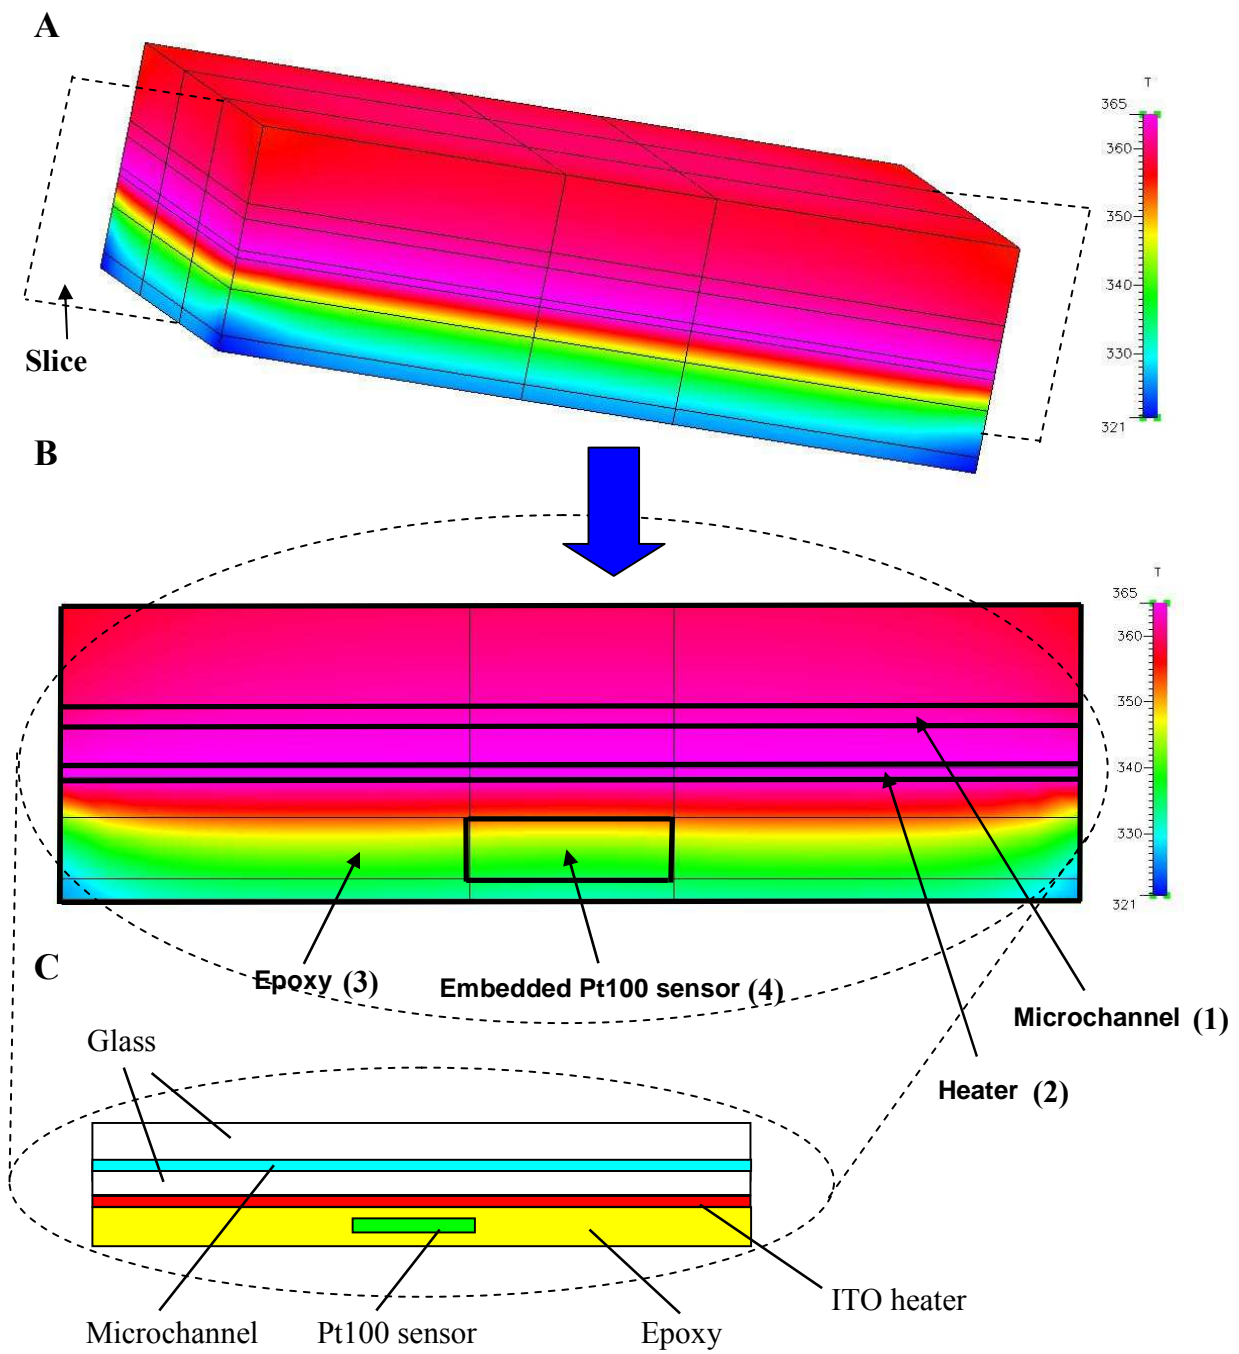 A
T
365
360
350
340
330
321
Slice
B
T
365
360
350
340
330
321
C
Epoxy (3)
Embedded Pt100 sensor (4)
Microchannel (1)
Heater (2)
Glass
ITO heater
Microchannel
Pt100 sensor
Epoxy